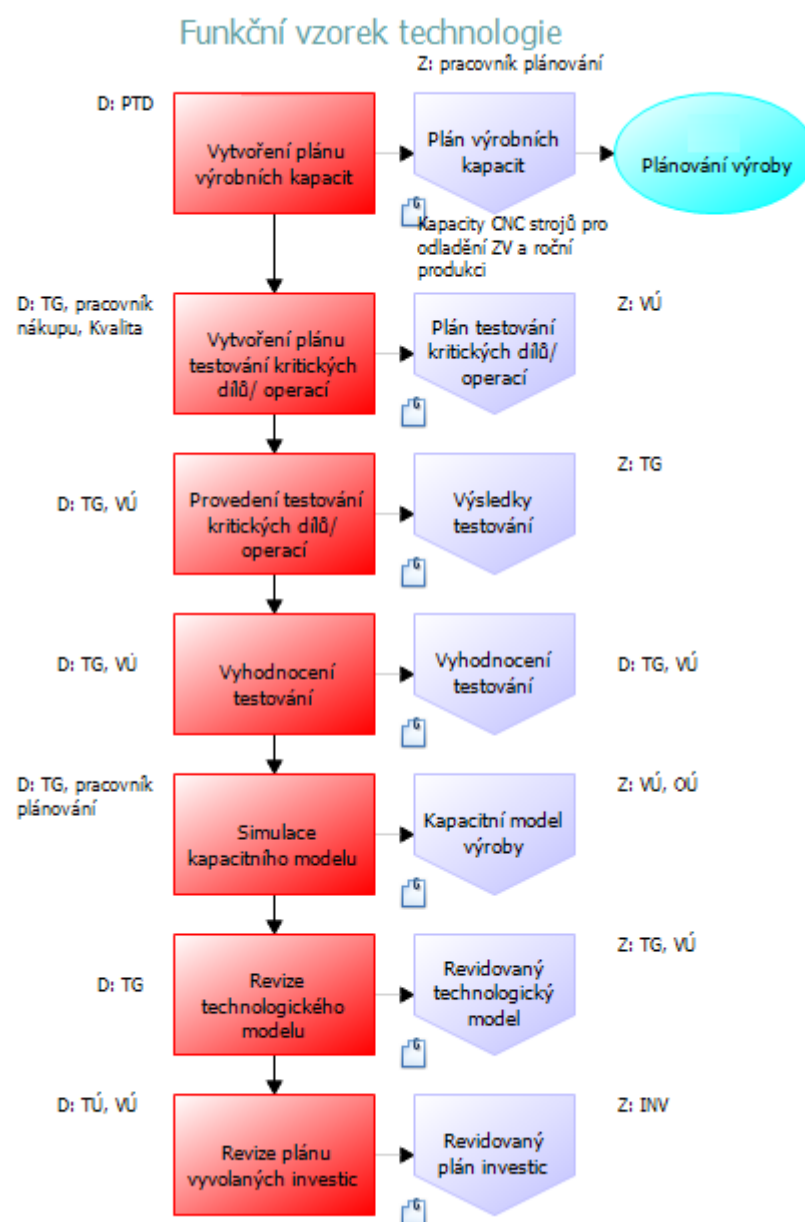 Funkční vzorek technologie
Z: pracovník plánování
D: PTD
Vytvoření plánu
výrobních kapacit
Plán výrobních
kapacit
Plánování výroby
G
Kapacity CNC strojů pro
odladění ZV a roční
produkci
D: TG, pracovník
nákupu, Kvalita
Vytvoření plánu
testování kritických
dílů/ operací
Plán testování
kritických dílů/
operací
Z: VÚ
G
D: TG, VÚ
Provedení testování
kritických dílů/
operací
Výsledky
testování
Z: TG
G
D: TG, VÚ
Vyhodnocení
testování
Vyhodnocení
testování
D: TG, VÚ
G
D: TG, pracovník
plánování
Simulace
kapacitního modelu
Kapacitní model
výroby
Z: VÚ, OÚ
G
D: TG
Revize
technologického
modelu
Revidovaný
technologický
model
Z: TG, VÚ
G
D: TÚ, VÚ
Revize plánu
vyvolaných investic
Revidovaný
plán investic
Z: INV
G